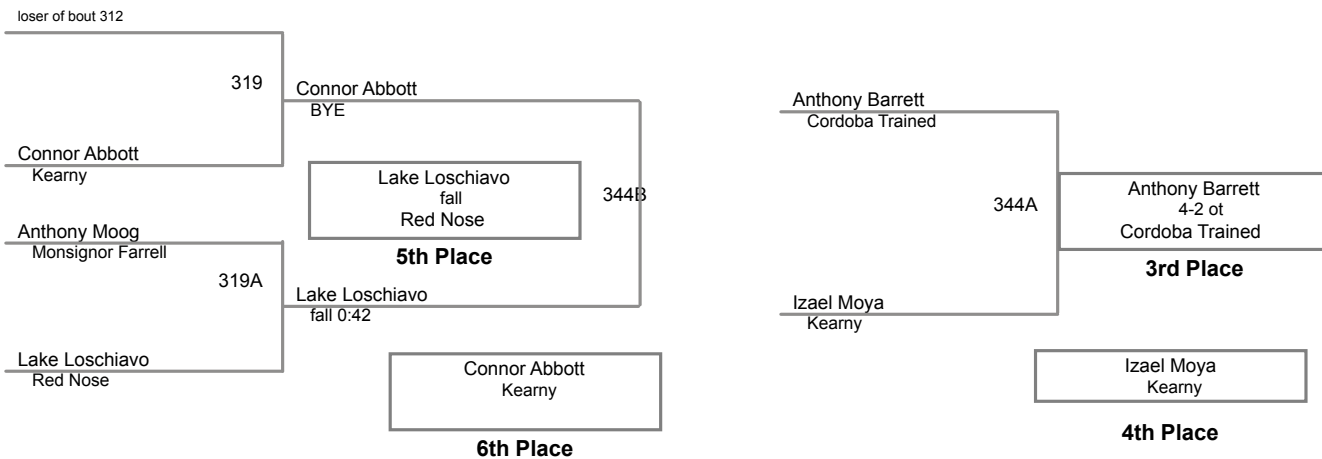 loser of bout 312
319
Connor Abbott
BYE
Connor Abbott
Kearny
Lake Loschiavo
fall
Red Nose
5th Place
344B
Anthony Moog
Monsignor Farrell
319A
Lake Loschiavo
fall 0:42
Lake Loschiavo
Red Nose
Connor Abbott
Kearny
6th Place
Anthony Barrett
Cordoba Trained
344A
Anthony Barrett
4-2 ot
Cordoba Trained
3rd Place
Izael Moya
Kearny
Izael Moya
Kearny
4th Place